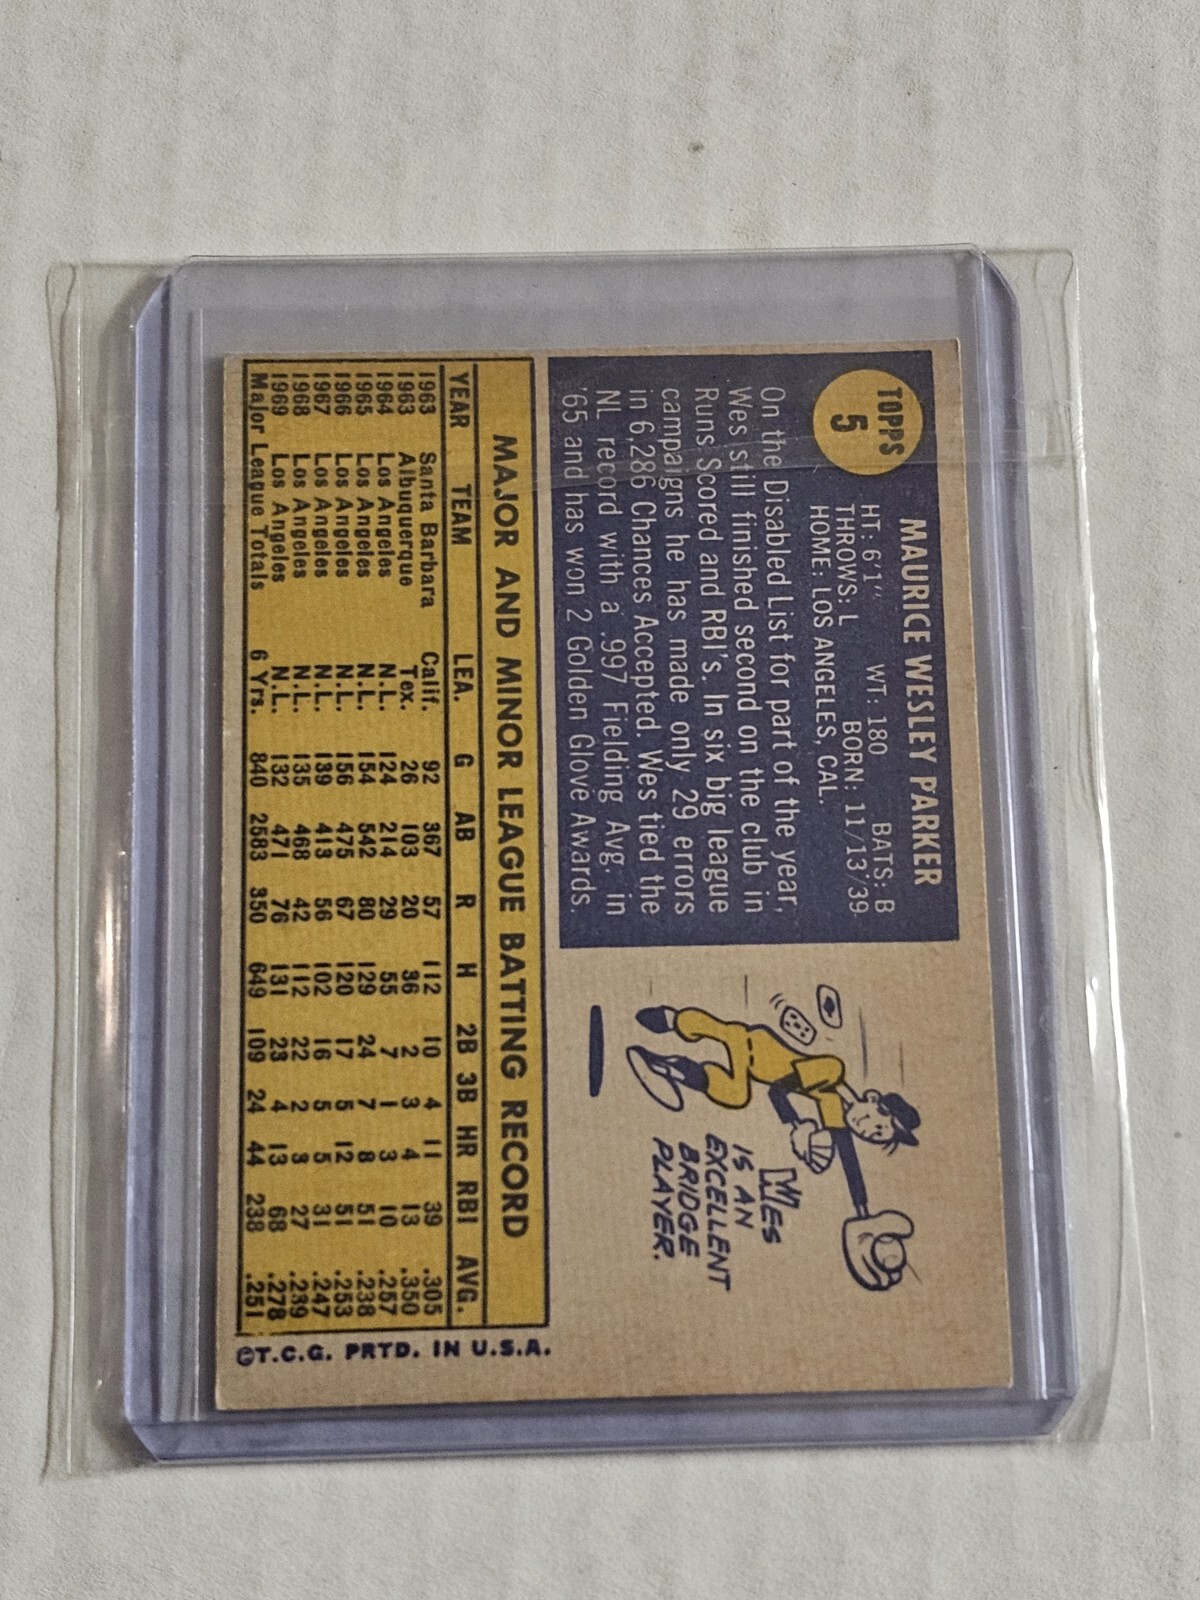 TOPPS
5
MAURICE WESLEY PARKER
HT: 6'1" WT: 180 BATS: B
THROWS: L BORN: 11/13/39
HOME: LOS ANGELES, CAL.
On the Disabled List for part of the year,
Wes still finished second on the club in
Runs Scored and RBI's. In six big league
campaigns he has made only 29 errors
in 6,286 Chances Accepted. Wes tied the
NL record with a .997 Fielding Avg. in
'65 and has won 2 Golden Glove Awards.
WES
IS AN
EXCELLENT
BRIDGE
PLAYER.
MAJOR AND MINOR LEAGUE BATTING RECORD
YEAR TEAM LEA. G AB R H 2B 3B HR RBI AVG.
1963 Santa Barbara Calif. 92 367 57 112 10 4 11 39 .305
1963 Albuquerque Tex. 26 103 20 36 2 3 4 13 .350
1964 Los Angeles N.L. 124 214 29 55 7 1 3 10 .257
1965 Los Angeles N.L. 154 542 80 129 24 7 8 51 .238
1966 Los Angeles N.L. 156 475 67 120 17 5 12 51 .253
1967 Los Angeles N.L. 139 413 56 102 16 5 5 31 .247
1968 Los Angeles N.L. 135 468 42 112 22 2 3 27 .239
1969 Los Angeles N.L. 132 471 76 131 23 4 13 68 .278
Major League Totals 6 Yrs. 840 2583 350 649 109 24 44 238 .251
©T.C.G. PRTD. IN U.S.A.